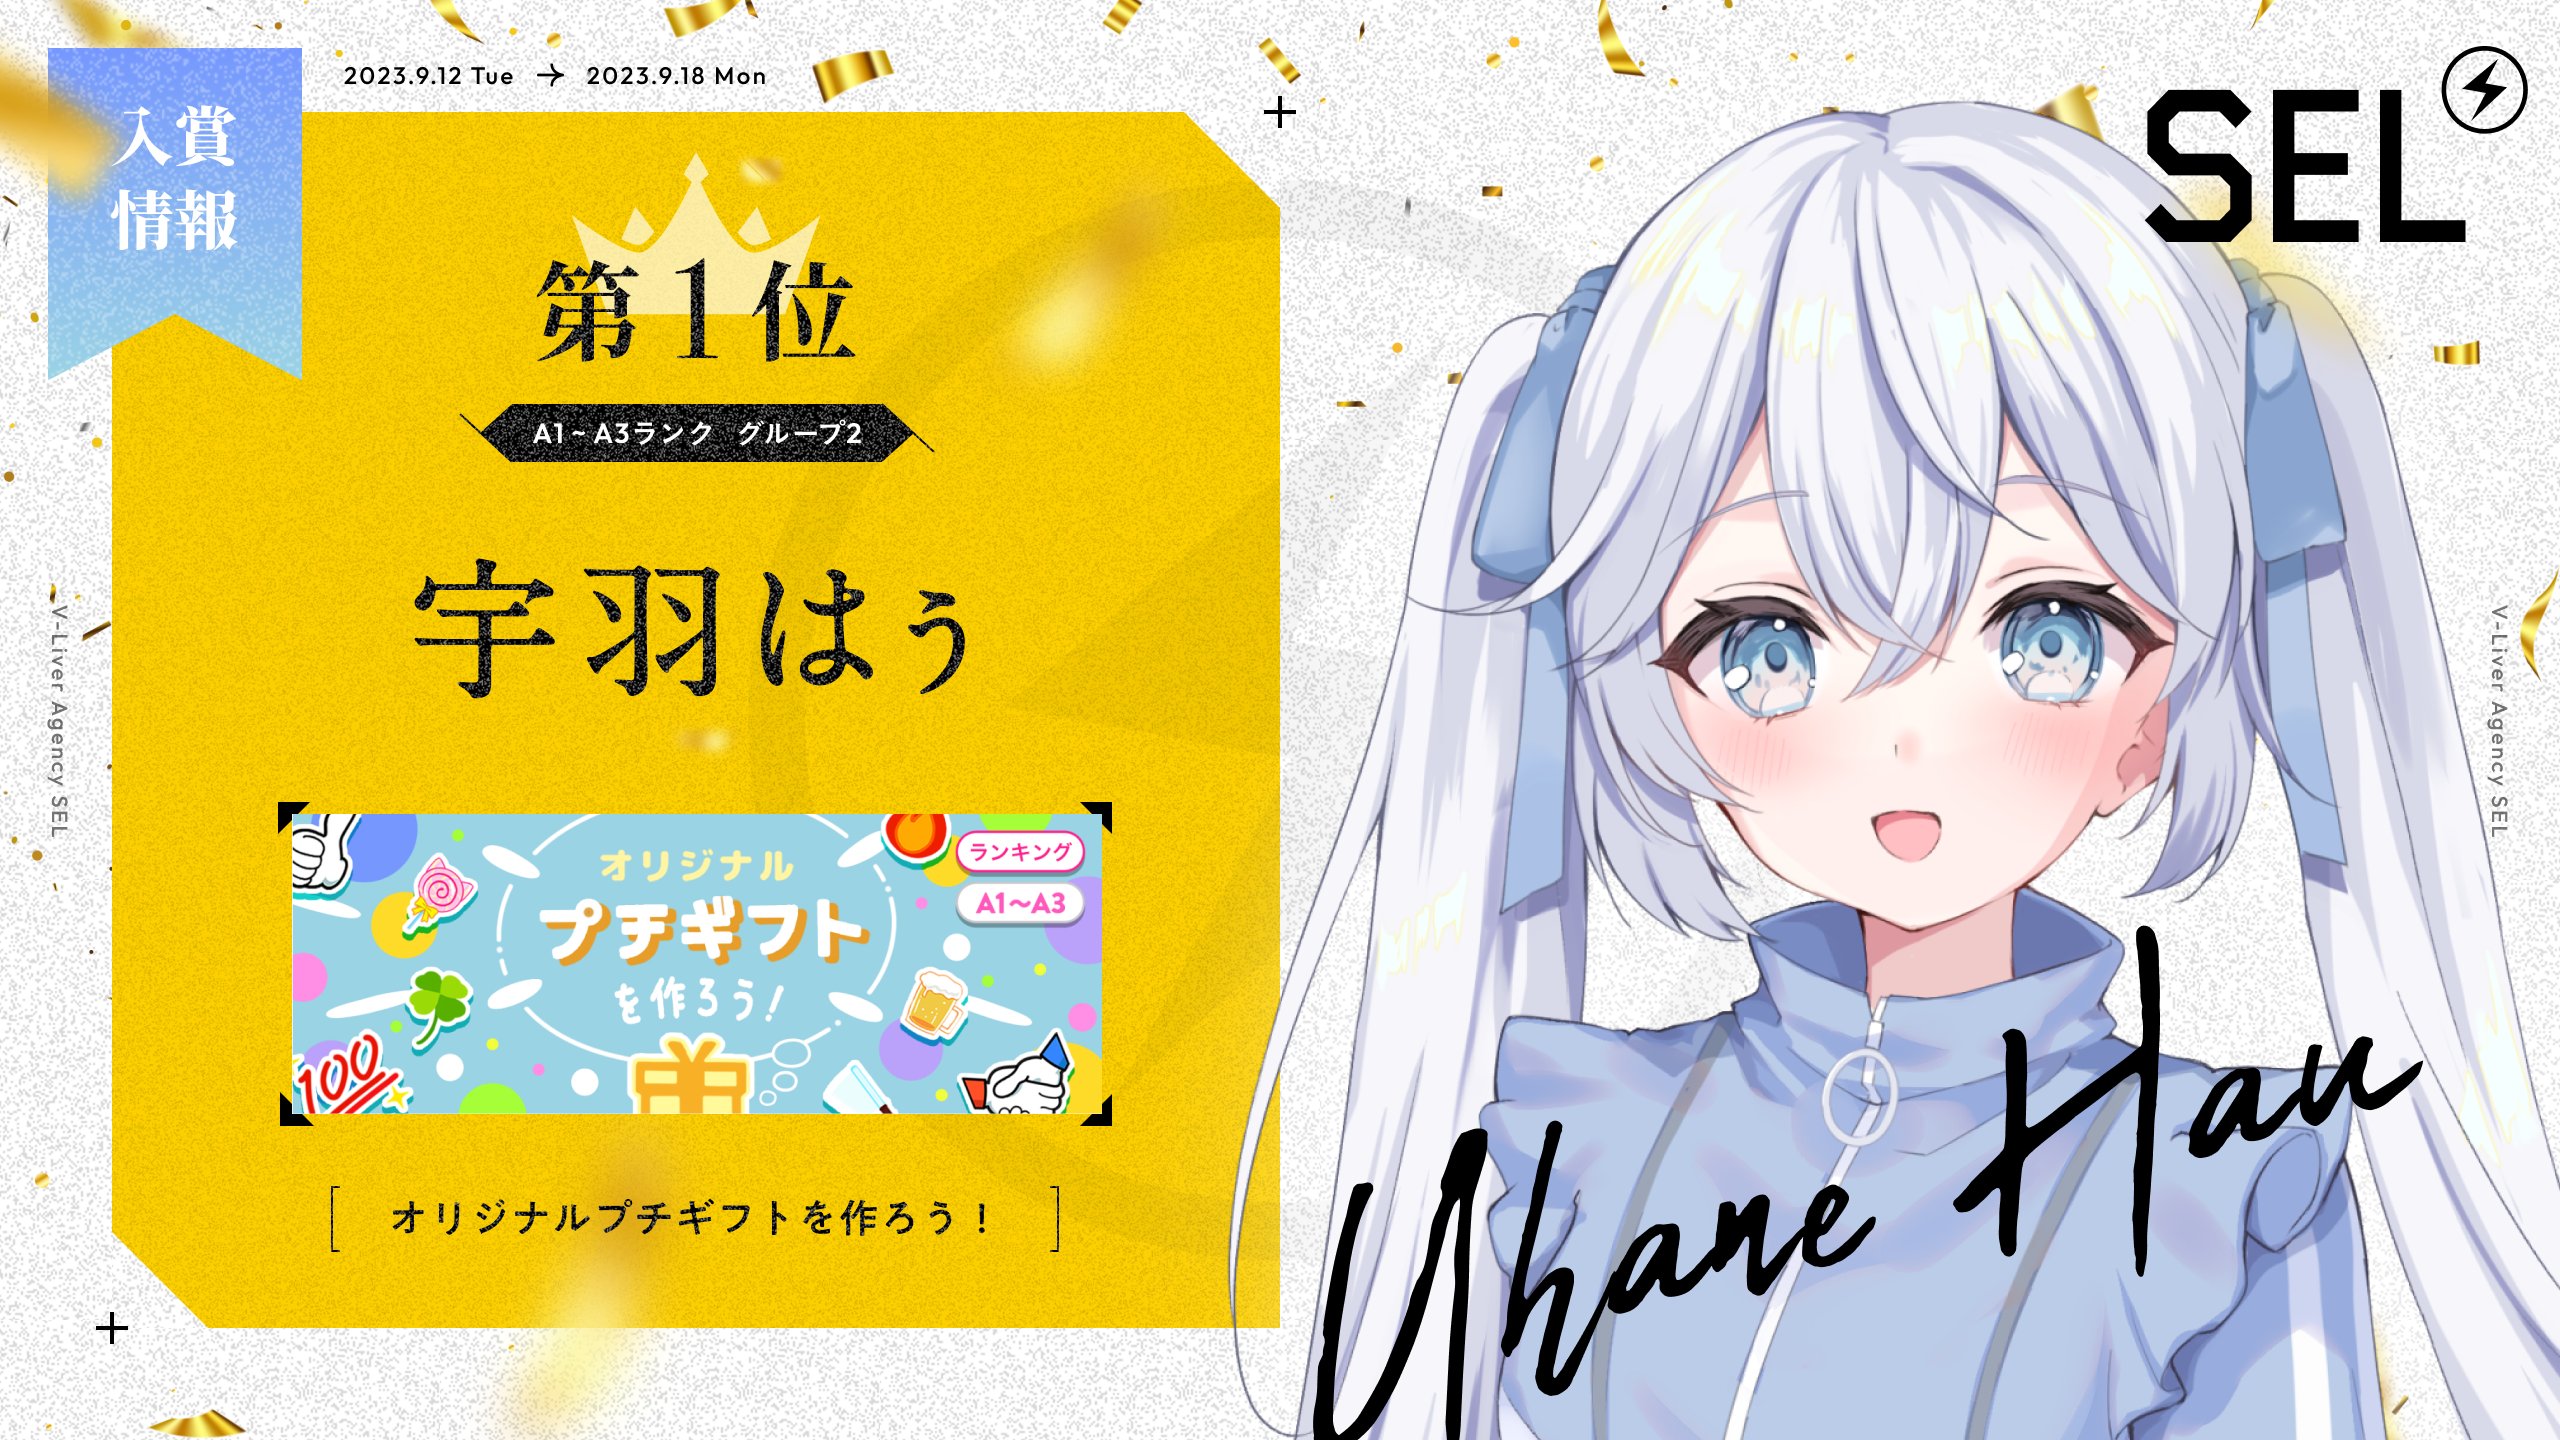 入賞
情報
2023.9.12 Tue → 2023.9.18 Mon
SEL
第1位
A1~A3ランク グループ2
宇羽はぅ
オリジナル
プチギフト
を作ろう!
ランキング
A1〜A3
100
オリジナルプチギフトを作ろう!
Uhane Hau
V-Liver Agency SEL
V-Liver Agency SEL